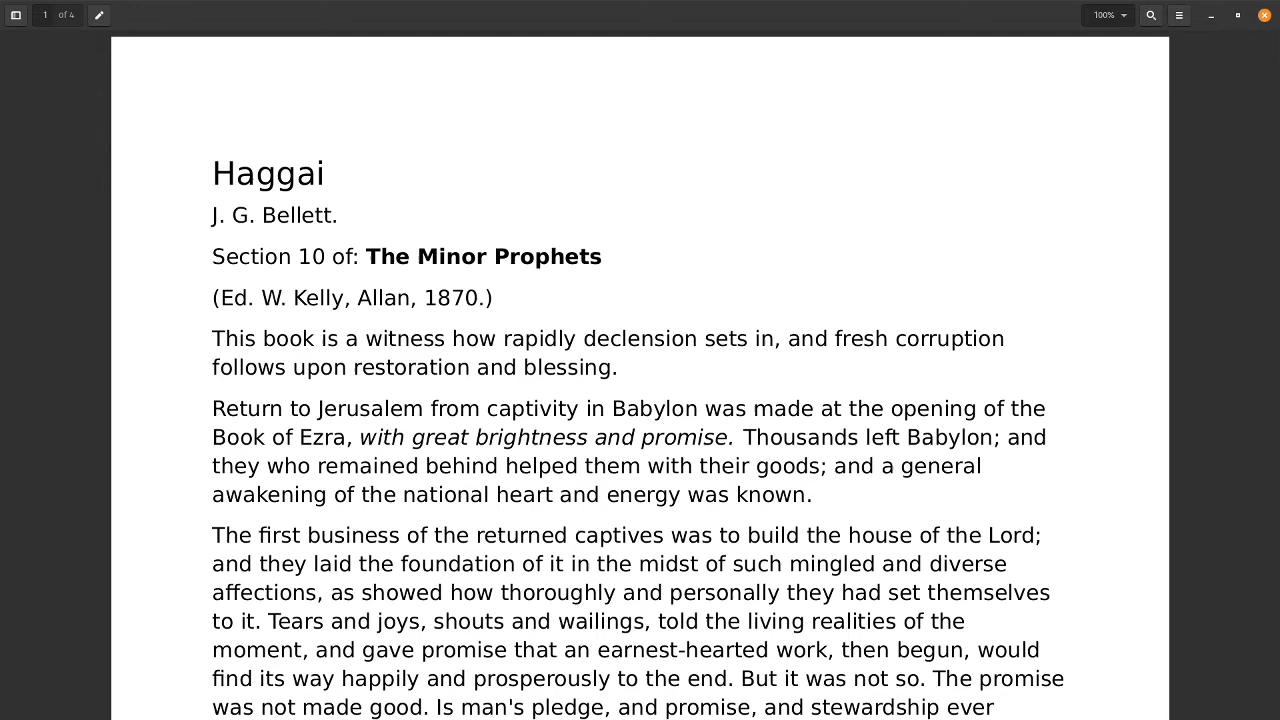 1 of 4
100%
Haggai
J. G. Bellett.
Section 10 of: The Minor Prophets
(Ed. W. Kelly, Allan, 1870.)
This book is a witness how rapidly declension sets in, and fresh corruption
follows upon restoration and blessing.
Return to Jerusalem from captivity in Babylon was made at the opening of the
Book of Ezra, with great brightness and promise. Thousands left Babylon; and
they who remained behind helped them with their goods; and a general
awakening of the national heart and energy was known.
The first business of the returned captives was to build the house of the Lord;
and they laid the foundation of it in the midst of such mingled and diverse
affections, as showed how thoroughly and personally they had set themselves
to it. Tears and joys, shouts and wailings, told the living realities of the
moment, and gave promise that an earnest-hearted work, then begun, would
find its way happily and prosperously to the end. But it was not so. The promise
was not made good. Is man's pledge, and promise, and stewardship ever